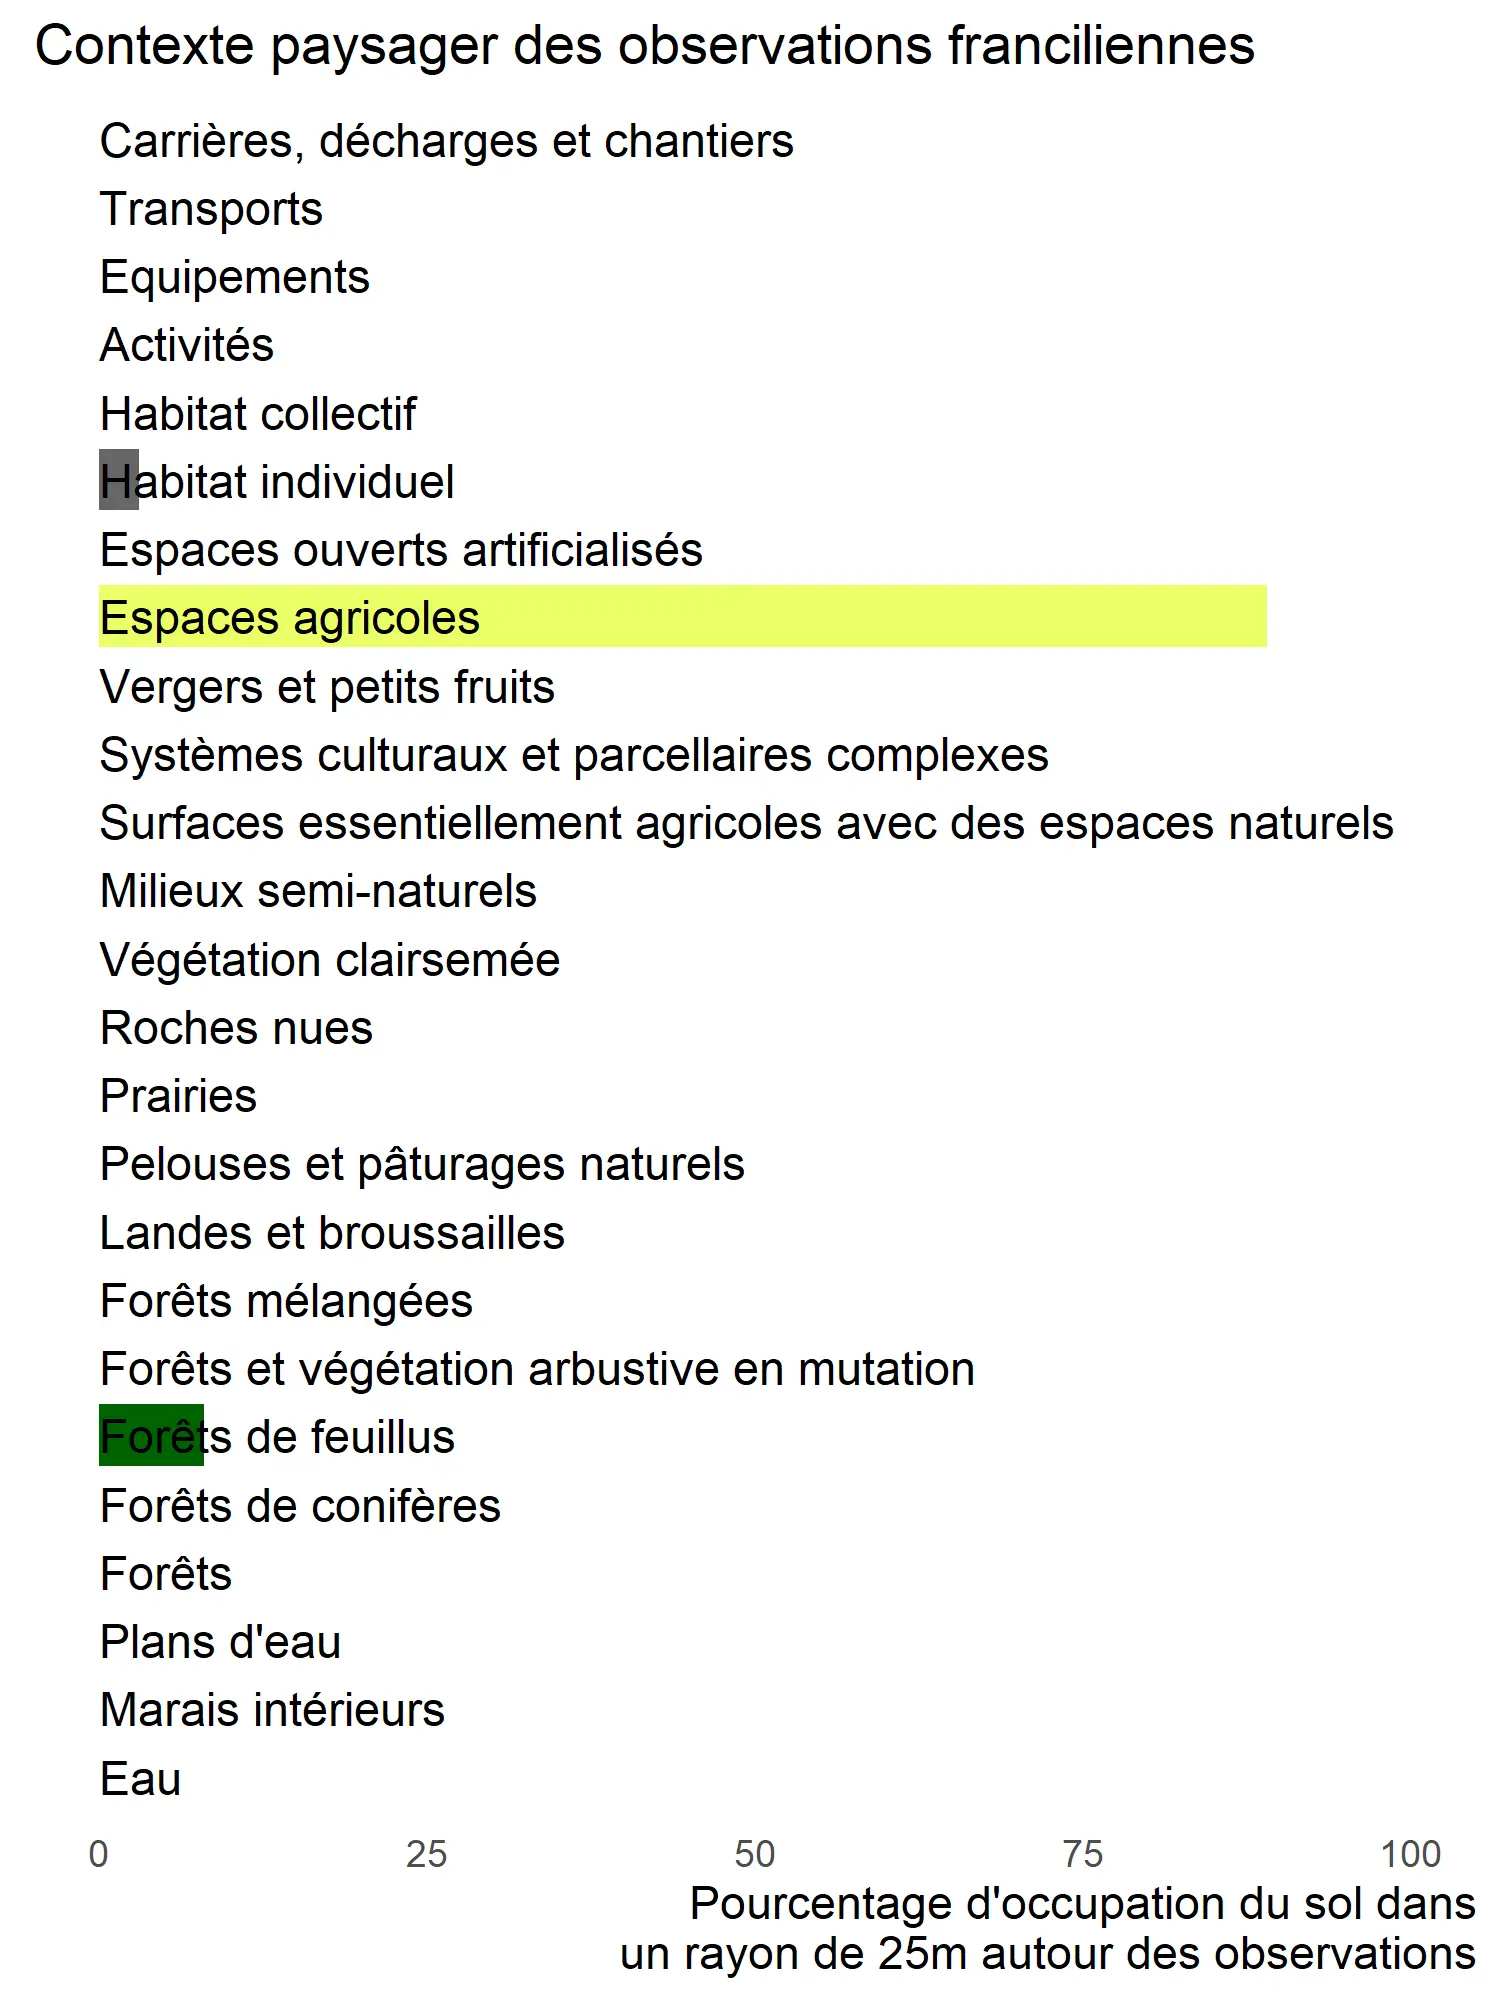 Contexte paysager des observations franciliennes
Carrières, décharges et chantiers
Transports
Equipements
Activités
Habitat collectif
Habitat individuel
Espaces ouverts artificialisés
Espaces agricoles
Vergers et petits fruits
Systèmes culturaux et parcellaires complexes
Surfaces essentiellement agricoles avec des espaces naturels
Milieux semi-naturels
Végétation clairsemée
Roches nues
Prairies
Pelouses et pâturages naturels
Landes et broussailles
Forêts mélangées
Forêts et végétation arbustive en mutation
Forêts de feuillus
Forêts de conifères
Forêts
Plans d'eau
Marais intérieurs
Eau
0 25 50 75 100
Pourcentage d'occupation du sol dans
un rayon de 25m autour des observations